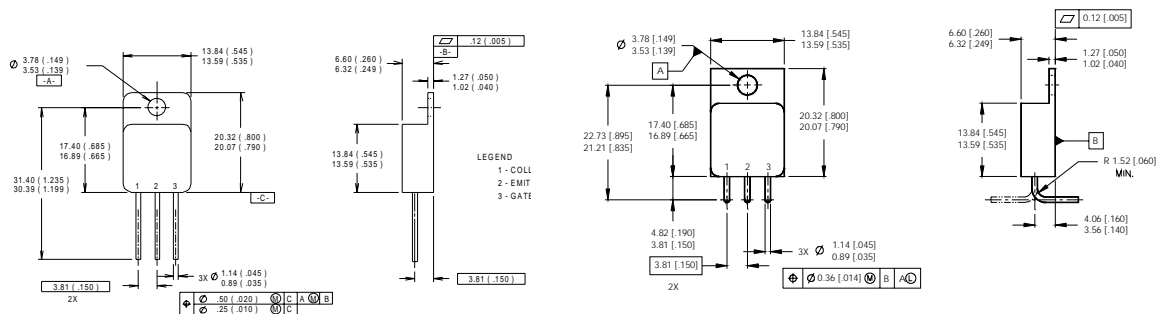 13.84 ( .545 )
13.59 ( .535 )
Ø 3.78 ( .149 )
3.53 ( .139 )
-A-
20.32 ( .800 )
20.07 ( .790 )
17.40 ( .685 )
16.89 ( .665 )
31.40 ( 1.235 )
30.39 ( 1.199 )
1 2 3
-C-
3X Ø 1.14 ( .045 )
0.89 ( .035 )
3.81 ( .150 )
2X
Ø .50 ( .020 ) Ⓜ C A Ⓜ B
Ø .25 ( .010 ) Ⓜ C
.12 ( .005 )
-B-
6.60 ( .260 )
6.32 ( .249 )
1.27 ( .050 )
1.02 ( .040 )
13.84 ( .545 )
13.59 ( .535 )
3.81 ( .150 )
LEGEND
1 - COLL
2 - EMIT
3 - GATE
13.84 [.545]
13.59 [.535]
Ø 3.78 [.149]
3.53 [.139]
A
20.32 [.800]
20.07 [.790]
17.40 [.685]
16.89 [.665]
22.73 [.895]
21.21 [.835]
1 2 3
4.82 [.190]
3.81 [.150]
3X Ø 1.14 [.045]
0.89 [.035]
3.81 [.150]
2X
Ø 0.36 [.014] Ⓜ B A Ⓛ
0.12 [.005]
6.60 [.260]
6.32 [.249]
1.27 [.050]
1.02 [.040]
13.84 [.545]
13.59 [.535]
B
R 1.52 [.060]
MIN.
4.06 [.160]
3.56 [.140]